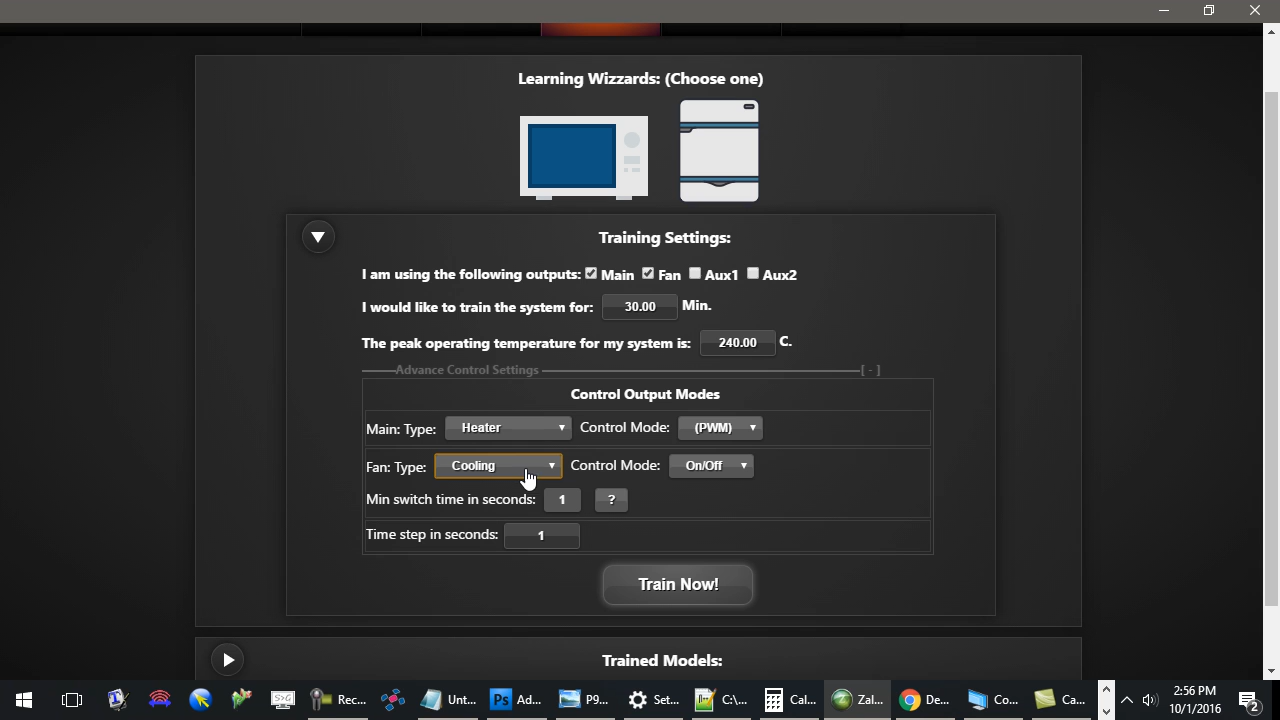 Learning Wizzards: (Choose one)
Training Settings:
I am using the following outputs: Main Fan Aux1 Aux2
I would like to train the system for: 30.00 Min.
The peak operating temperature for my system is: 240.00 C.
Advance Control Settings [ - ]
Control Output Modes
Main: Type: Heater Control Mode: (PWM)
Fan: Type: Cooling Control Mode: On/Off
Min switch time in seconds: 1 ?
Time step in seconds: 1
Train Now!
Trained Models:
Rec... Unt... Ps Ad... P9... Set... C:\... Cal... Zal... De... Co... Ca... 2:56 PM
10/1/2016 2